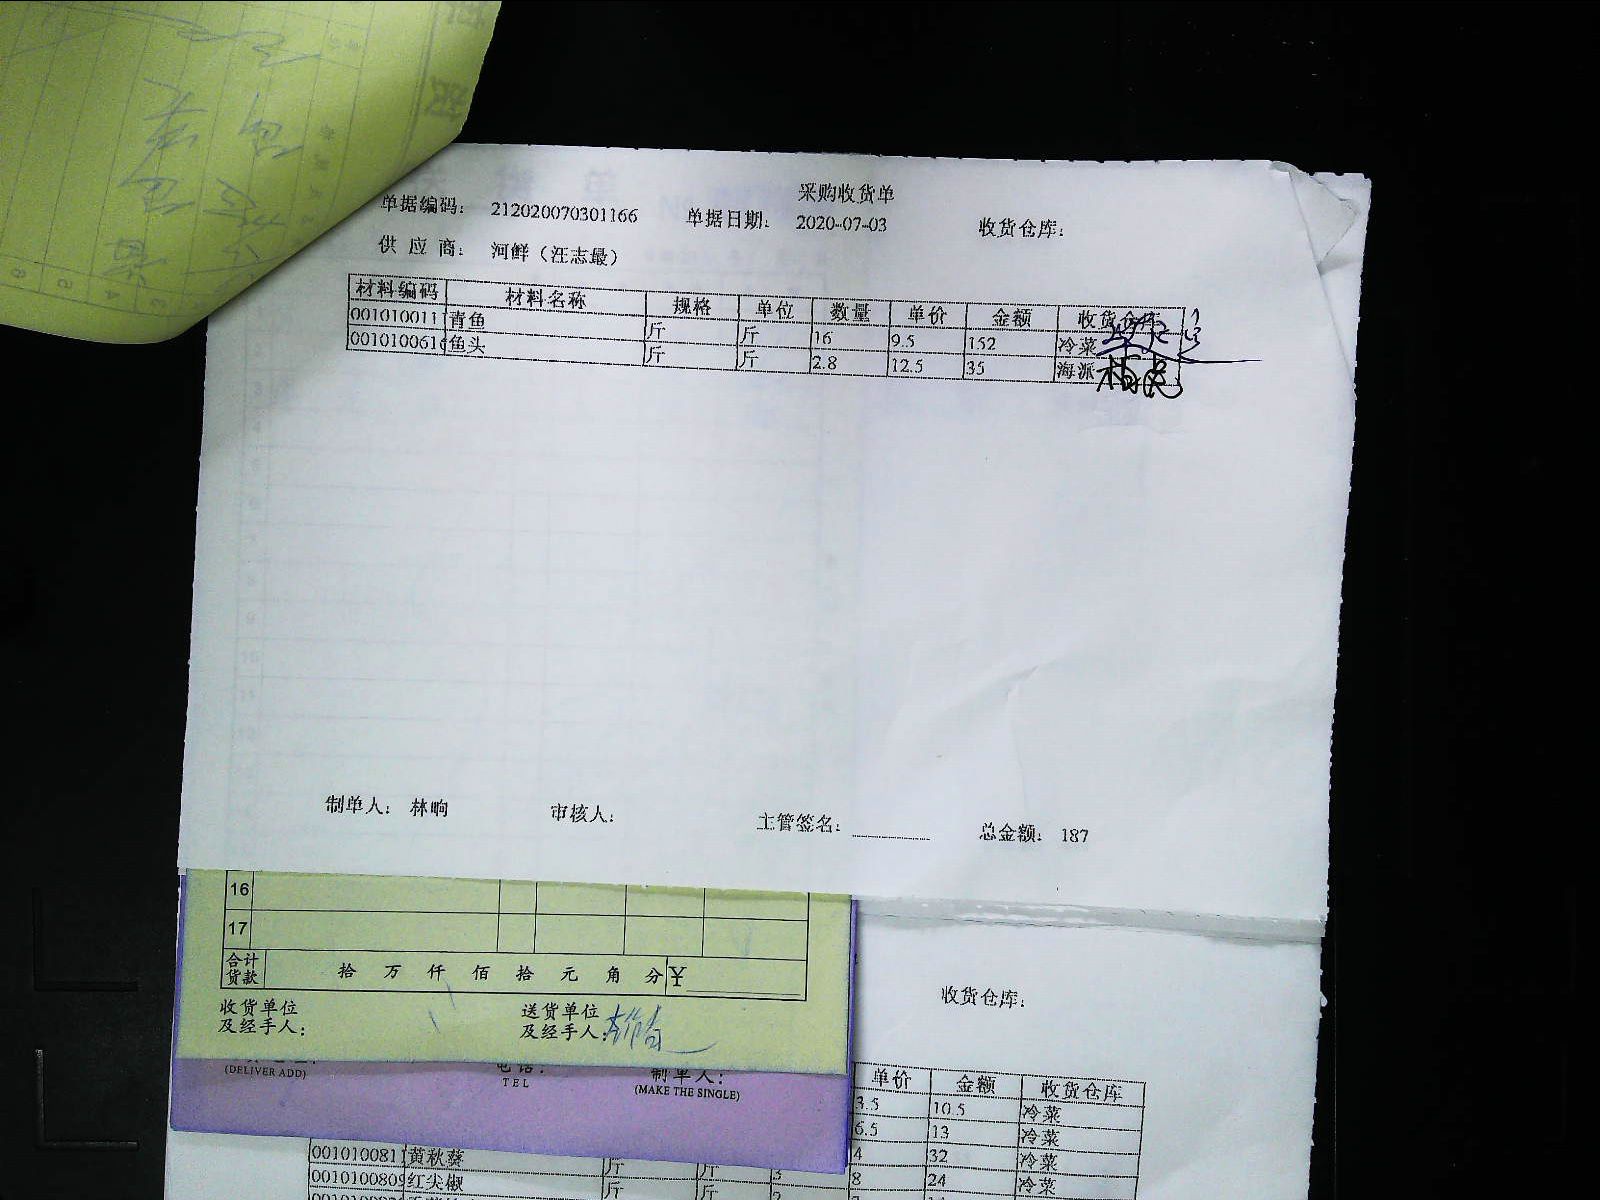 采购收货单
单据编码: 212020070301166 单据日期: 2020-07-03 收货仓库:
供 应 商: 河鲜（汪志最）
材料编码 材料名称 规格 单位 数量 单价 金额 收货仓库
001010011 青鱼 斤 斤 16 9.5 152 冷菜
001010061 鱼头 斤 斤 2.8 12.5 35 海派
制单人: 林晌 审核人: 主管签名: 总金额: 187
16
17
合计货款 拾 万 仟 佰 拾 元 角 分 ¥
收货单位及经手人: 送货单位及经手人:
(DELIVER ADD) TEL 制单人: (MAKE THE SINGLE)
收货仓库:
单价 金额 收货仓库
3.5 10.5 冷菜
6.5 13 冷菜
001010081 黄秋葵 斤 斤 4 32 冷菜
001010080 红尖椒 斤 斤 3 8 24 冷菜